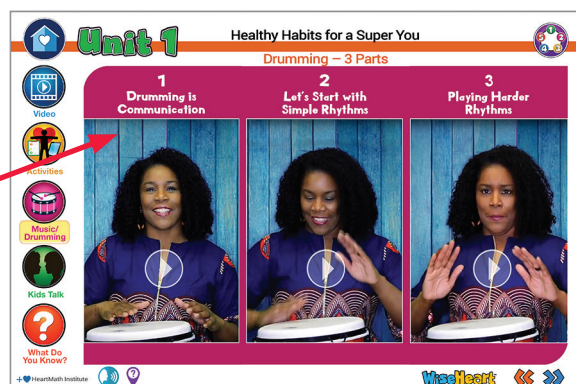 Unit 1
Healthy Habits for a Super You
Drumming – 3 Parts
1
Drumming is
Communication
2
Let's Start with
Simple Rhythms
3
Playing Harder
Rhythms
Video
Activities
Music/
Drumming
Kids Talk
What Do
You Know?
HeartMath Institute
WiseHeart